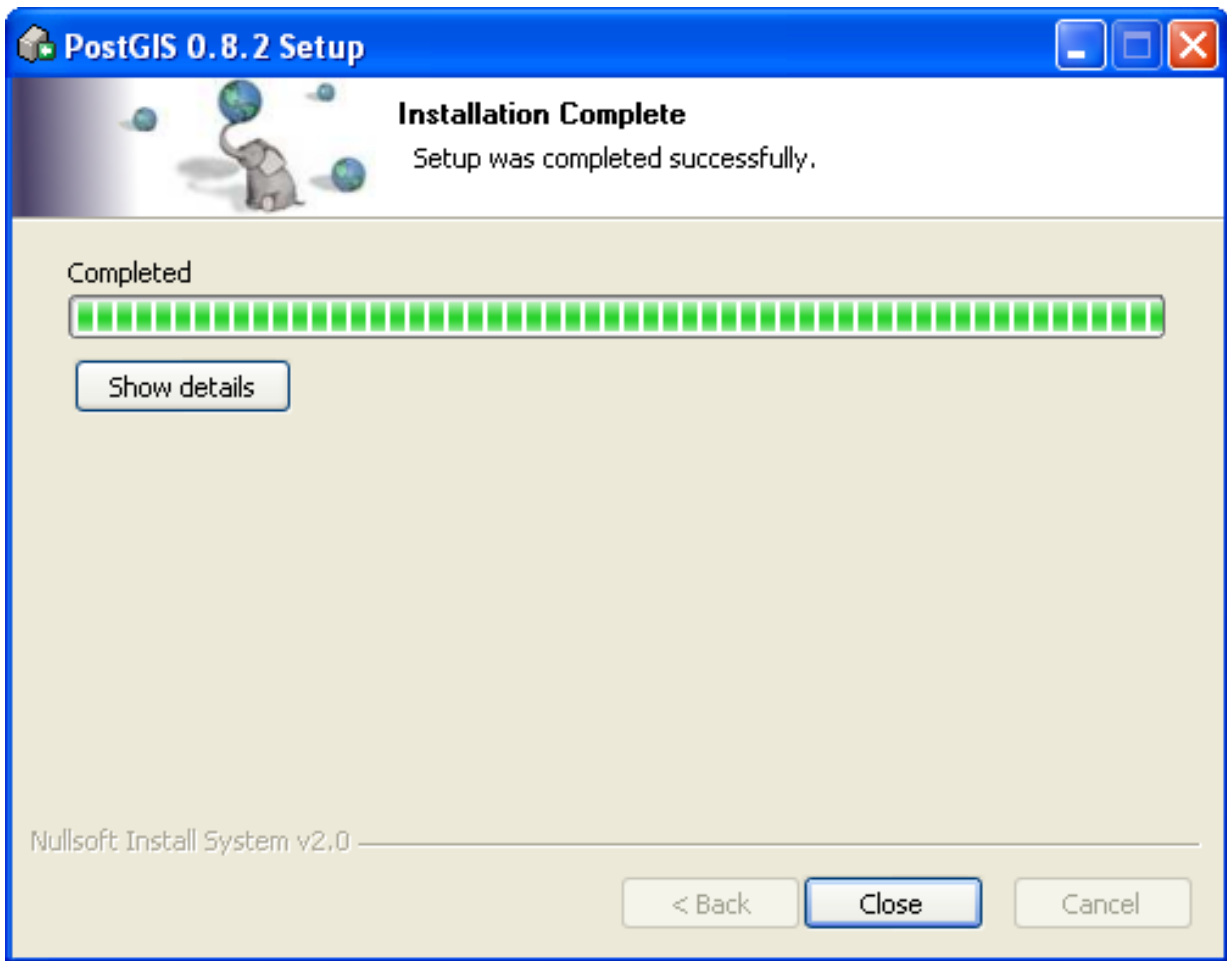 PostGIS 0.8.2 Setup
Installation Complete
Setup was completed successfully.
Completed
Show details
Nullsoft Install System v2.0
< Back
Close
Cancel